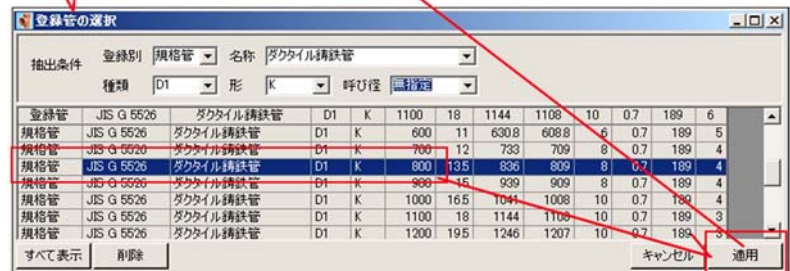 登録管の選択
抽出条件 登録別 規格管 名称 ダクタイル鋳鉄管
種類 D1 形 K 呼び径 無指定
登録管 JIS G 5526 ダクタイル鋳鉄管 D1 K 1100 18 1144 1108 10 0.7 189 6
規格管 JIS G 5526 ダクタイル鋳鉄管 D1 K 600 11 630.8 608.8 6 0.7 189 5
規格管 JIS G 5526 ダクタイル鋳鉄管 D1 K 700 12 733 709 8 0.7 189 4
規格管 JIS G 5526 ダクタイル鋳鉄管 D1 K 800 13.5 836 809 8 0.7 189 4
規格管 JIS G 5526 ダクタイル鋳鉄管 D1 K 900 15 939 909 8 0.7 189 4
規格管 JIS G 5526 ダクタイル鋳鉄管 D1 K 1000 16.5 1041 1008 10 0.7 189 4
規格管 JIS G 5526 ダクタイル鋳鉄管 D1 K 1100 18 1144 1108 10 0.7 189 3
規格管 JIS G 5526 ダクタイル鋳鉄管 D1 K 1200 19.5 1246 1207 10 0.7 189 3
すべて表示 削除 キャンセル 適用